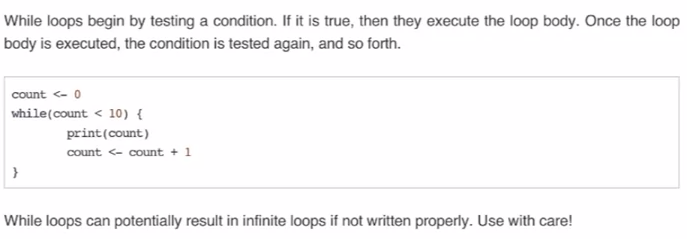 While loops begin by testing a condition. If it is true, then they execute the loop body. Once the loop
body is executed, the condition is tested again, and so forth.
count <- 0
while(count < 10) {
        print(count)
        count <- count + 1
}
While loops can potentially result in infinite loops if not written properly. Use with care!